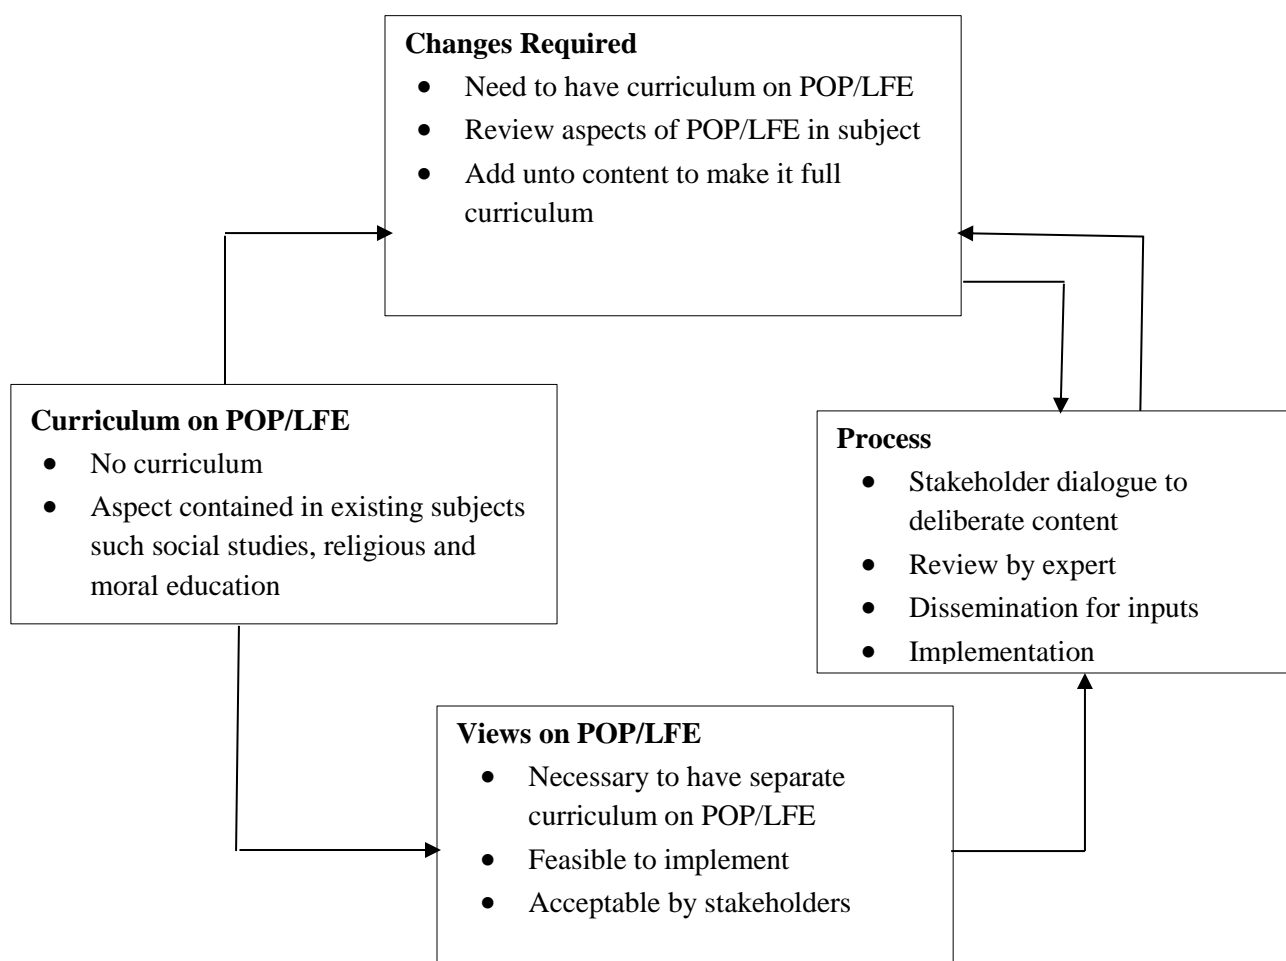 Changes Required
● Need to have curriculum on POP/LFE
● Review aspects of POP/LFE in subject
● Add unto content to make it full
curriculum
Curriculum on POP/LFE
● No curriculum
● Aspect contained in existing subjects
such social studies, religious and
moral education
Process
● Stakeholder dialogue to
deliberate content
● Review by expert
● Dissemination for inputs
● Implementation
Views on POP/LFE
● Necessary to have separate
curriculum on POP/LFE
● Feasible to implement
● Acceptable by stakeholders